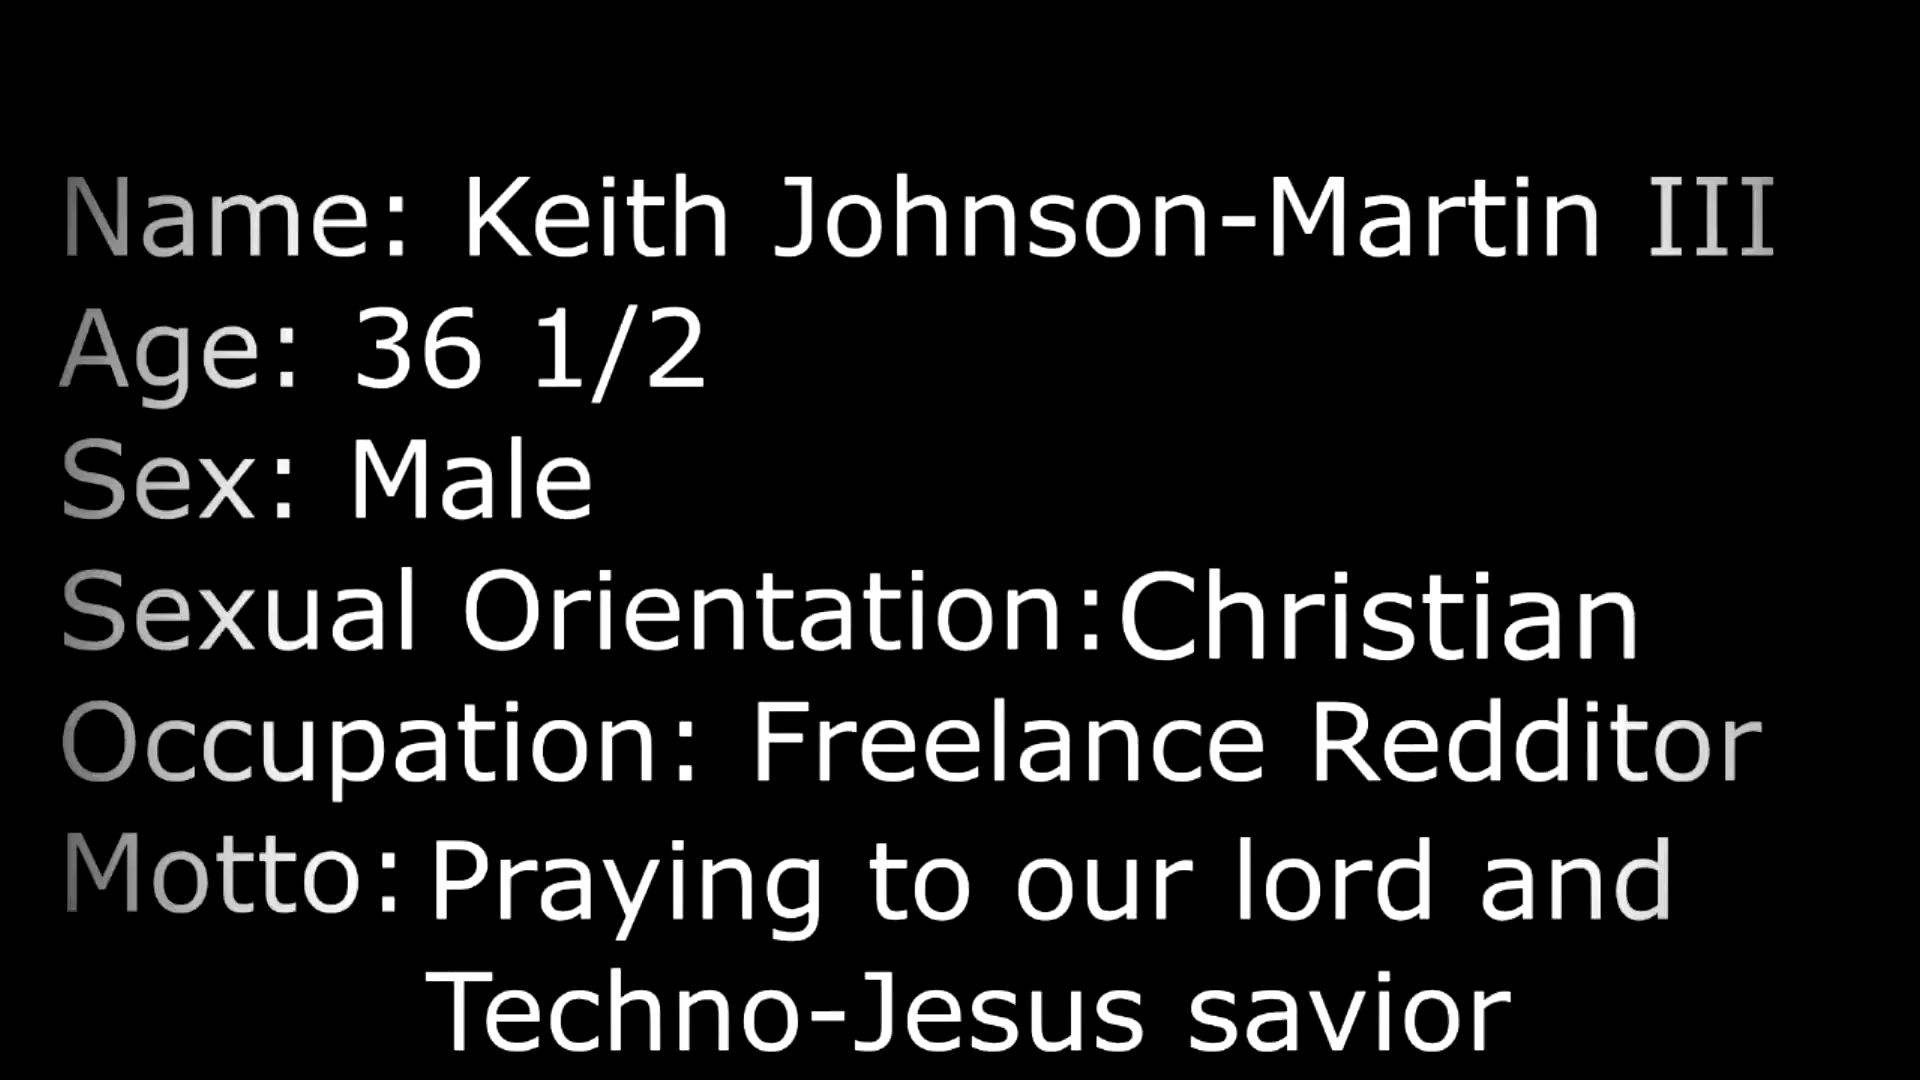 Name: Keith Johnson-Martin III
Age: 36 1/2
Sex: Male
Sexual Orientation:Christian
Occupation: Freelance Redditor
Motto:Praying to our lord and
Techno-Jesus savior